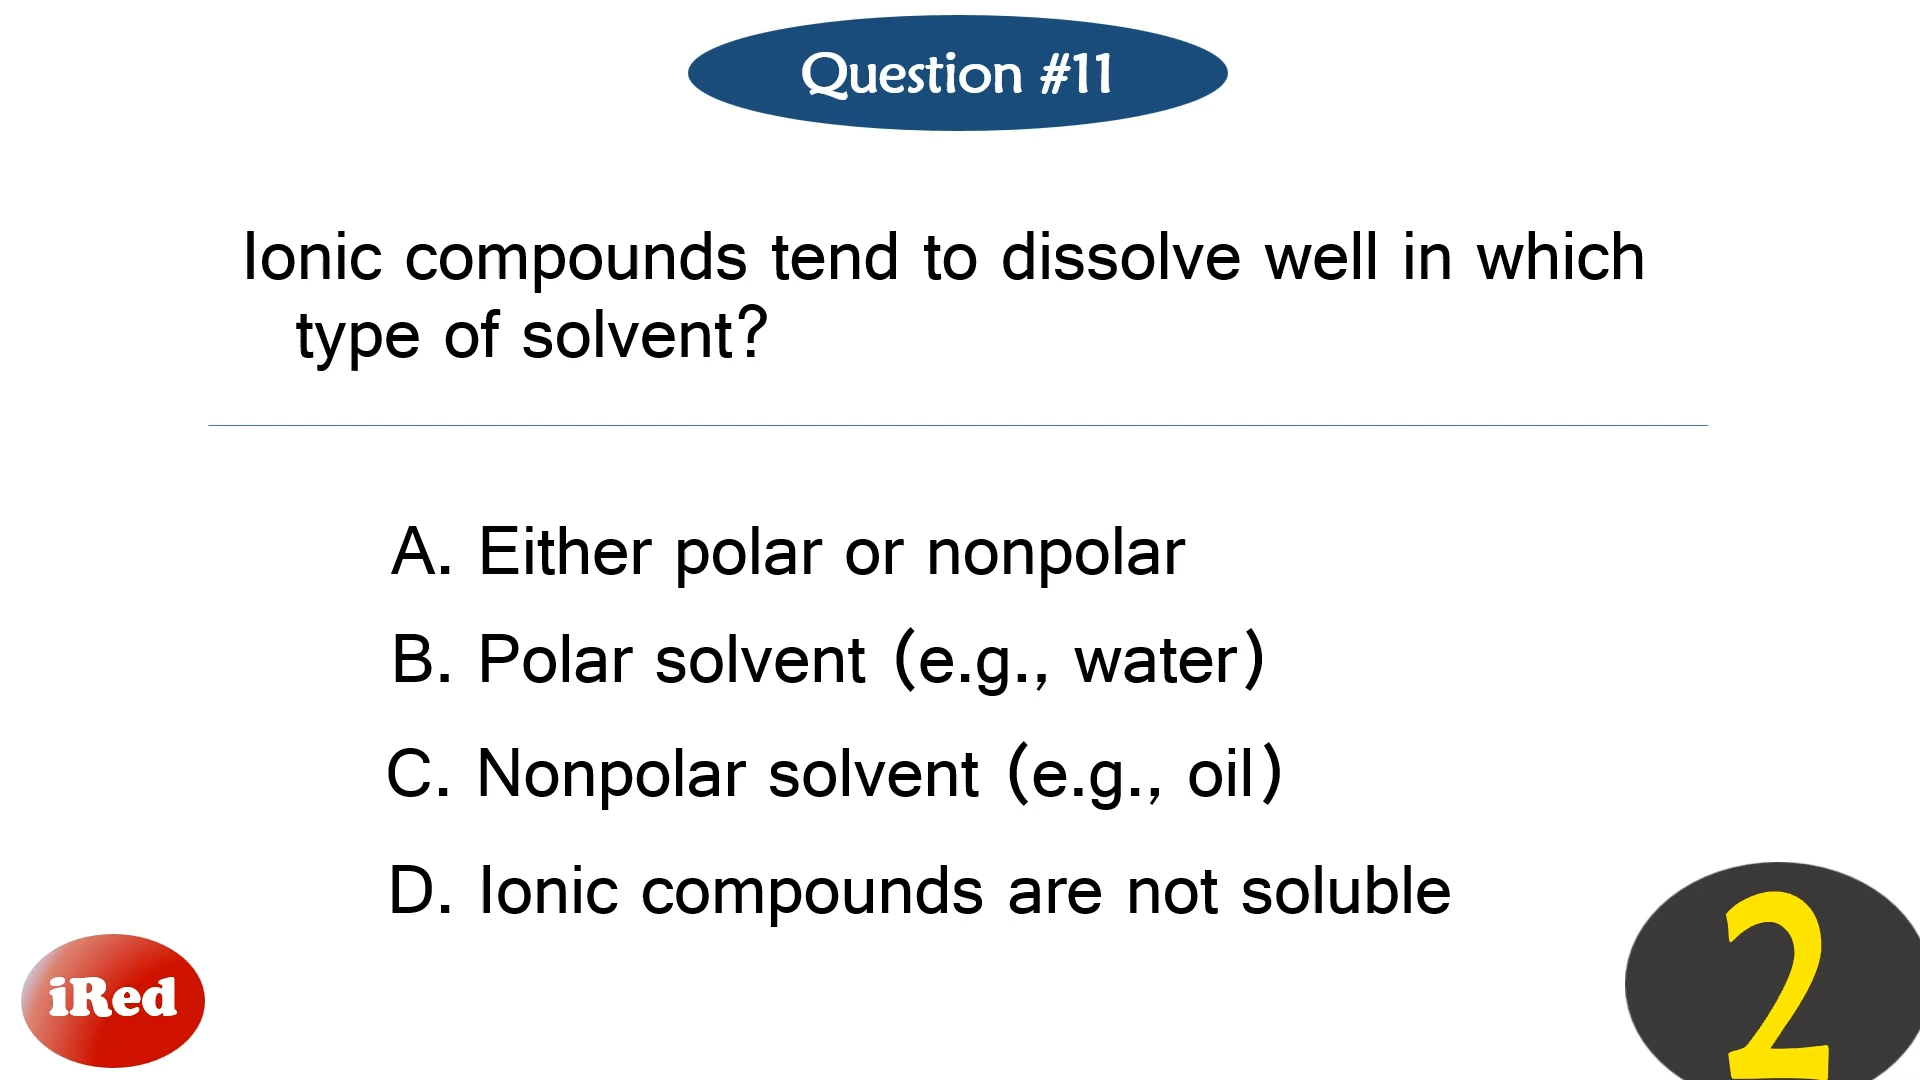 Question #11
Ionic compounds tend to dissolve well in which
type of solvent?
A. Either polar or nonpolar
B. Polar solvent (e.g., water)
C. Nonpolar solvent (e.g., oil)
D. Ionic compounds are not soluble
iRed
2